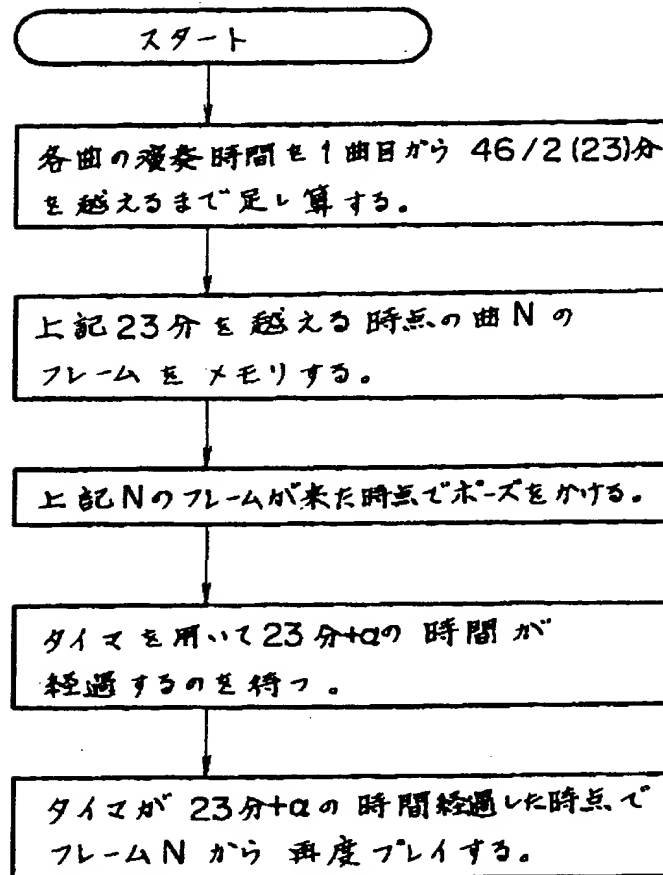 スタート
各曲の演奏時間を1曲目から 46/2(23)分
を越えるまで足し算する。
上記23分を越える時点の曲Nの
フレームをメモリする。
上記Nのフレームが来た時点でポーズをかける。
タイマを用いて23分+αの時間が
経過するのを待つ。
タイマが 23分+αの時間経過した時点で
フレームN から 再度プレイする。